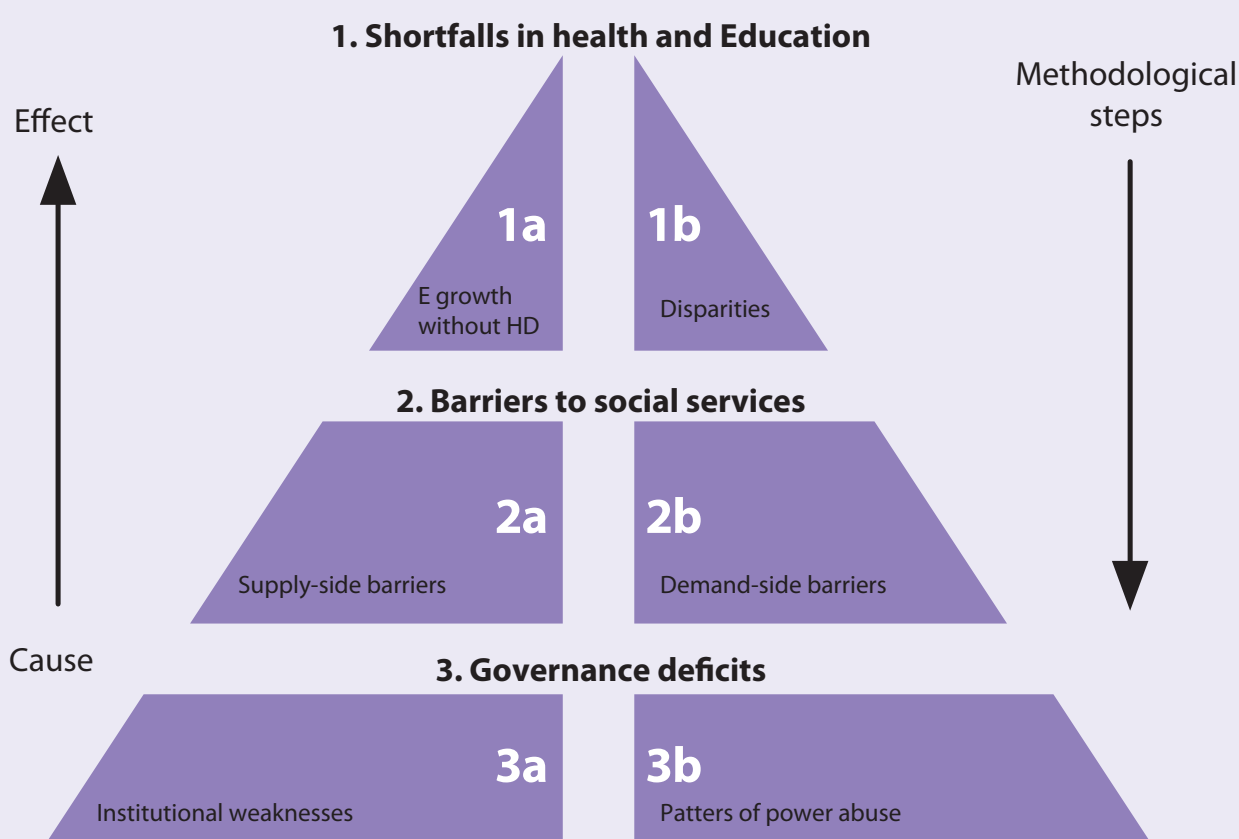 1. Shortfalls in health and Education
Methodological
steps
Effect
1a
1b
E growth
without HD
Disparities
2. Barriers to social services
2a
2b
Supply-side barriers
Demand-side barriers
Cause
3. Governance deficits
3a
3b
Institutional weaknesses
Patters of power abuse